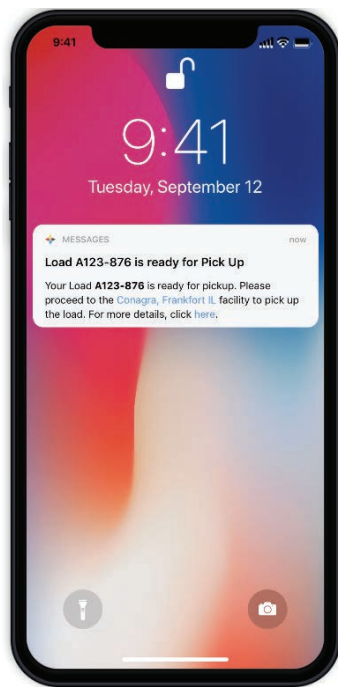 9:41
9:41
Tuesday, September 12
MESSAGES now
Load A123-876 is ready for Pick Up
Your Load A123-876 is ready for pickup. Please
proceed to the Conagra, Frankfort IL facility to pick up
the load. For more details, click here.